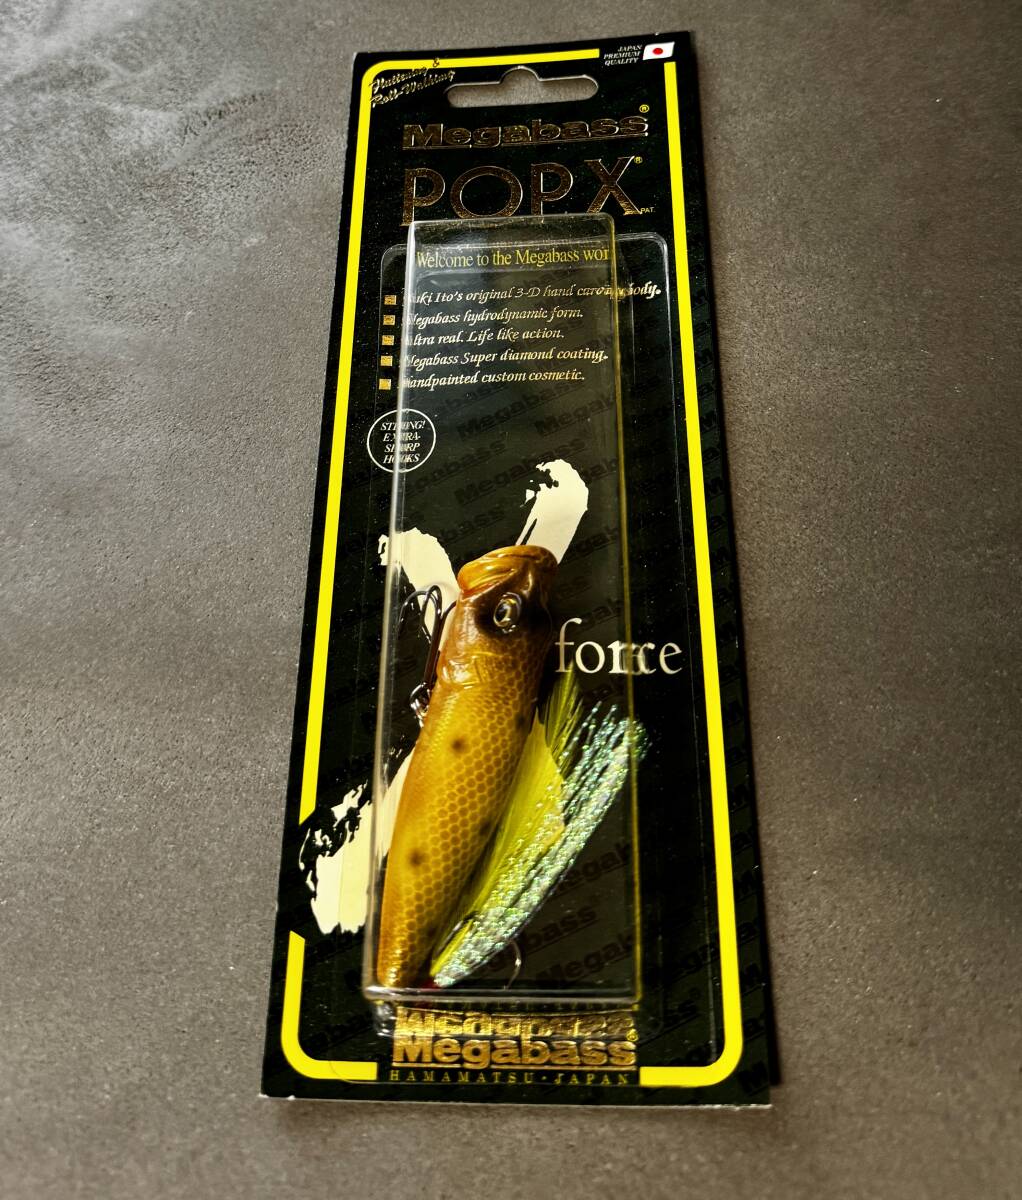 JAPAN
PREMIUM
QUALITY
Fluttening &
Roll-Walking
Megabass®
POPX®
PAT.
Welcome to the Megabass wor
uki Ito's original 3-D hand carving body.
Megabass hydrodynamic form.
ltra real. Life like action.
Megabass Super diamond coating.
Handpainted custom cosmetic.
STRONG!
EXTRA-
SHARP
HOOKS
force
Megabass®
HAMAMATSU·JAPAN